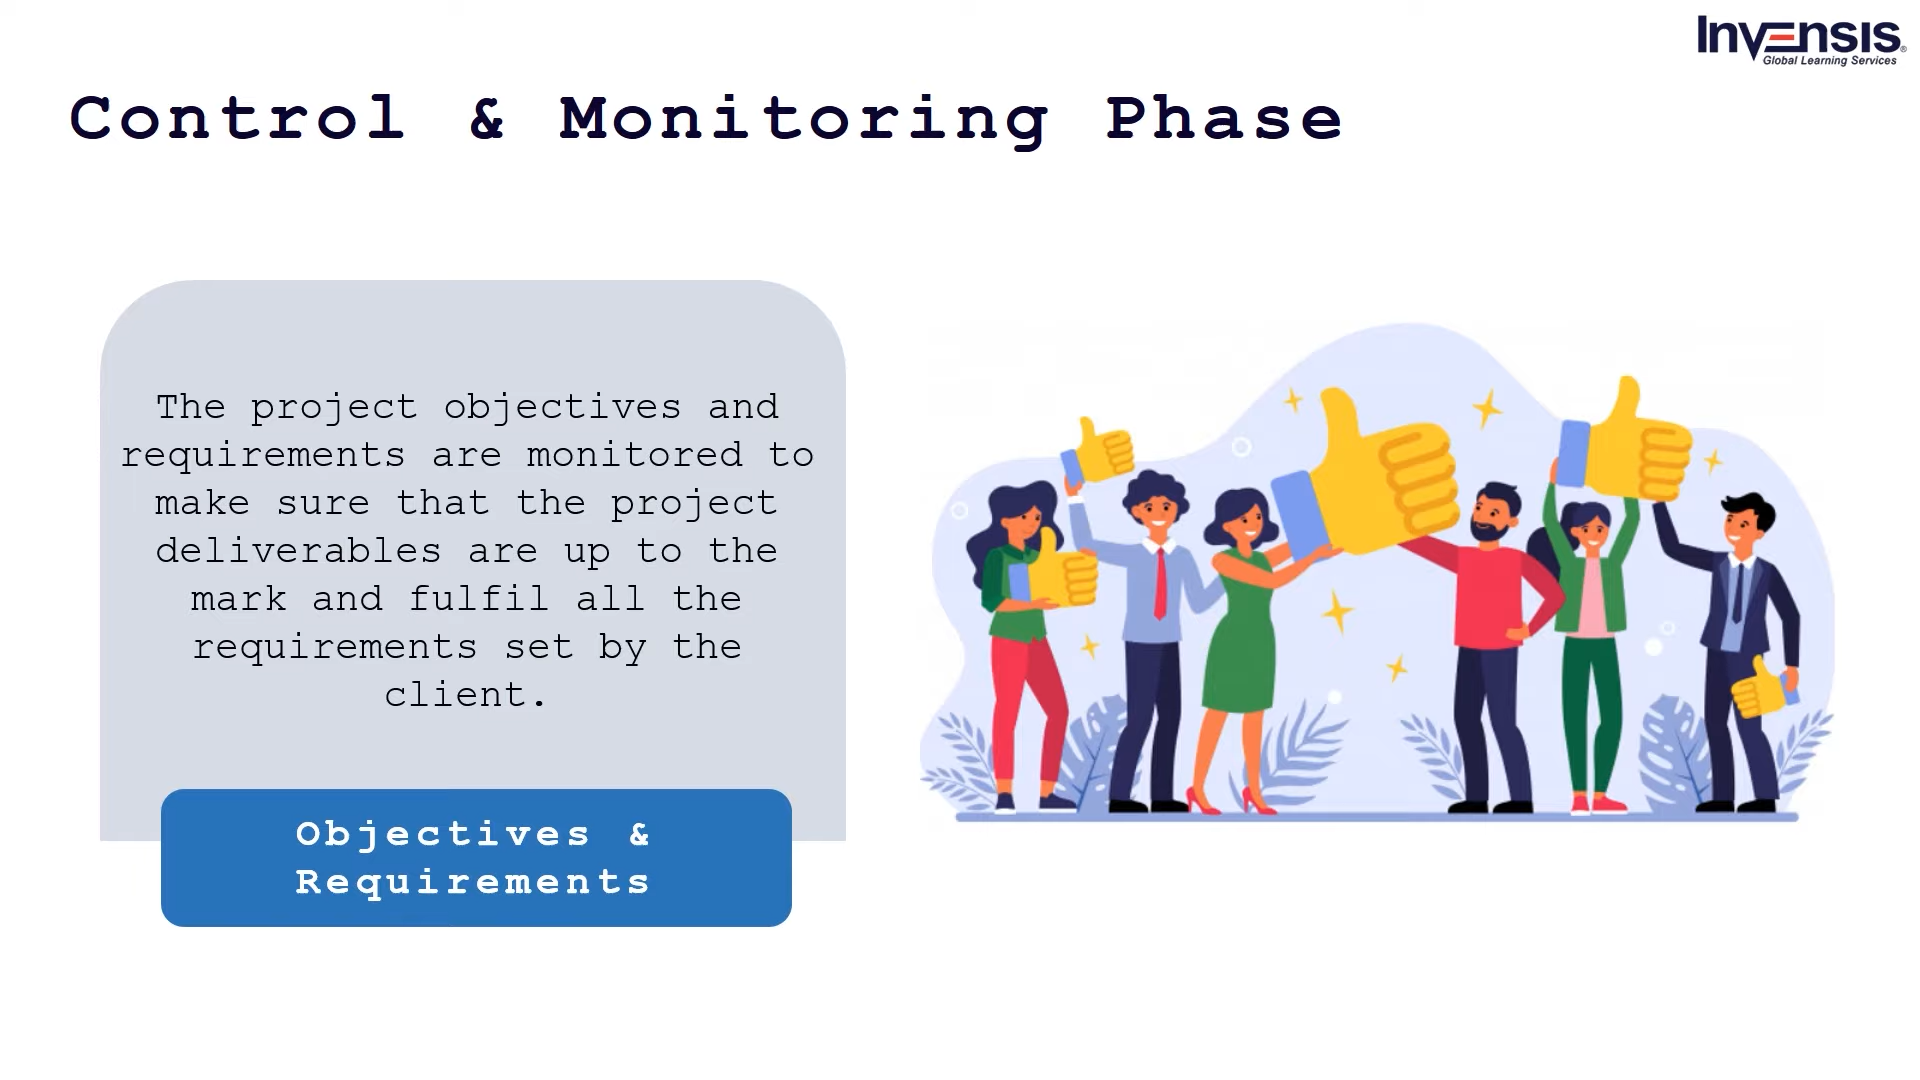 Invensis®
Global Learning Services
Control & Monitoring Phase
The project objectives and
requirements are monitored to
make sure that the project
deliverables are up to the
mark and fulfil all the
requirements set by the
client.
Objectives &
Requirements